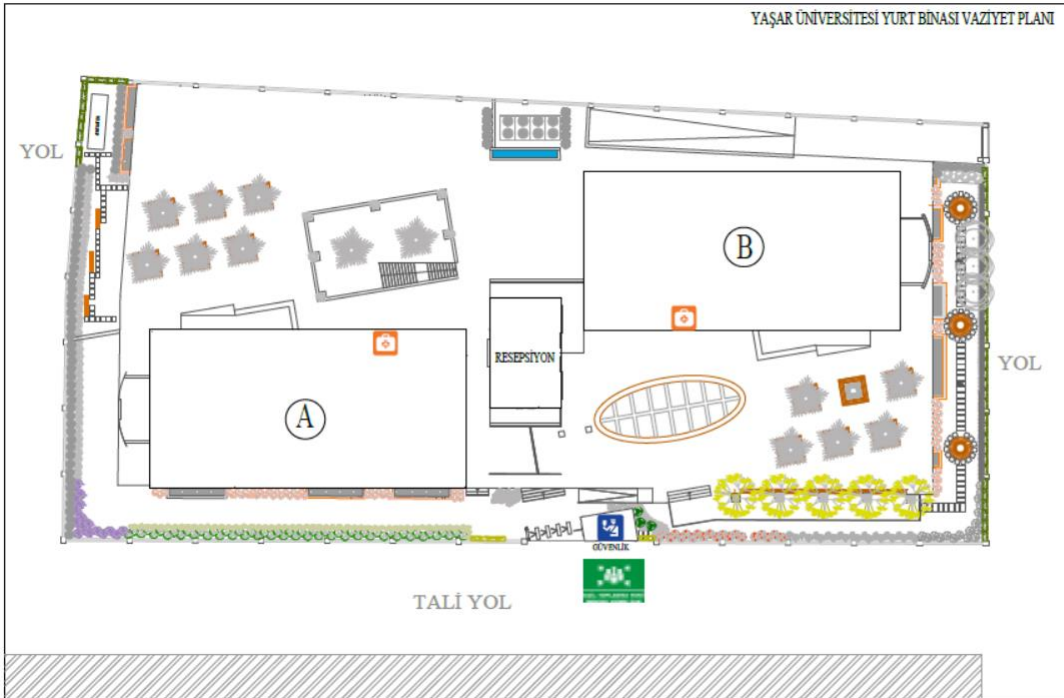 YAŞAR ÜNİVERSİTESİ YURT BİNASI VAZİYET PLANI
YOL
B
RESEPSİYON
YOL
A
GÜVENLİK
TALİ YOL